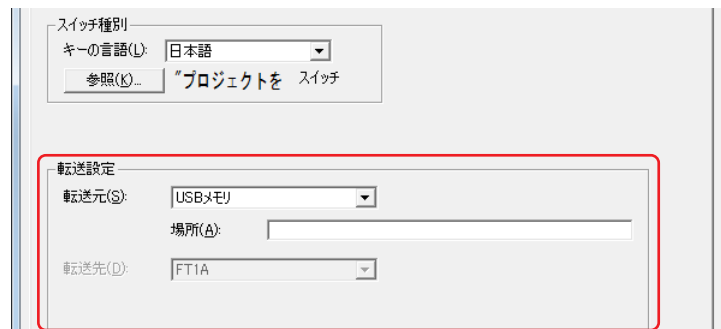 スイッチ種別
キーの言語(L): 日本語
参照(K)... "プロジェクトを スイッチ
転送設定
転送元(S): USBメモリ
場所(A):
転送先(D): FT1A